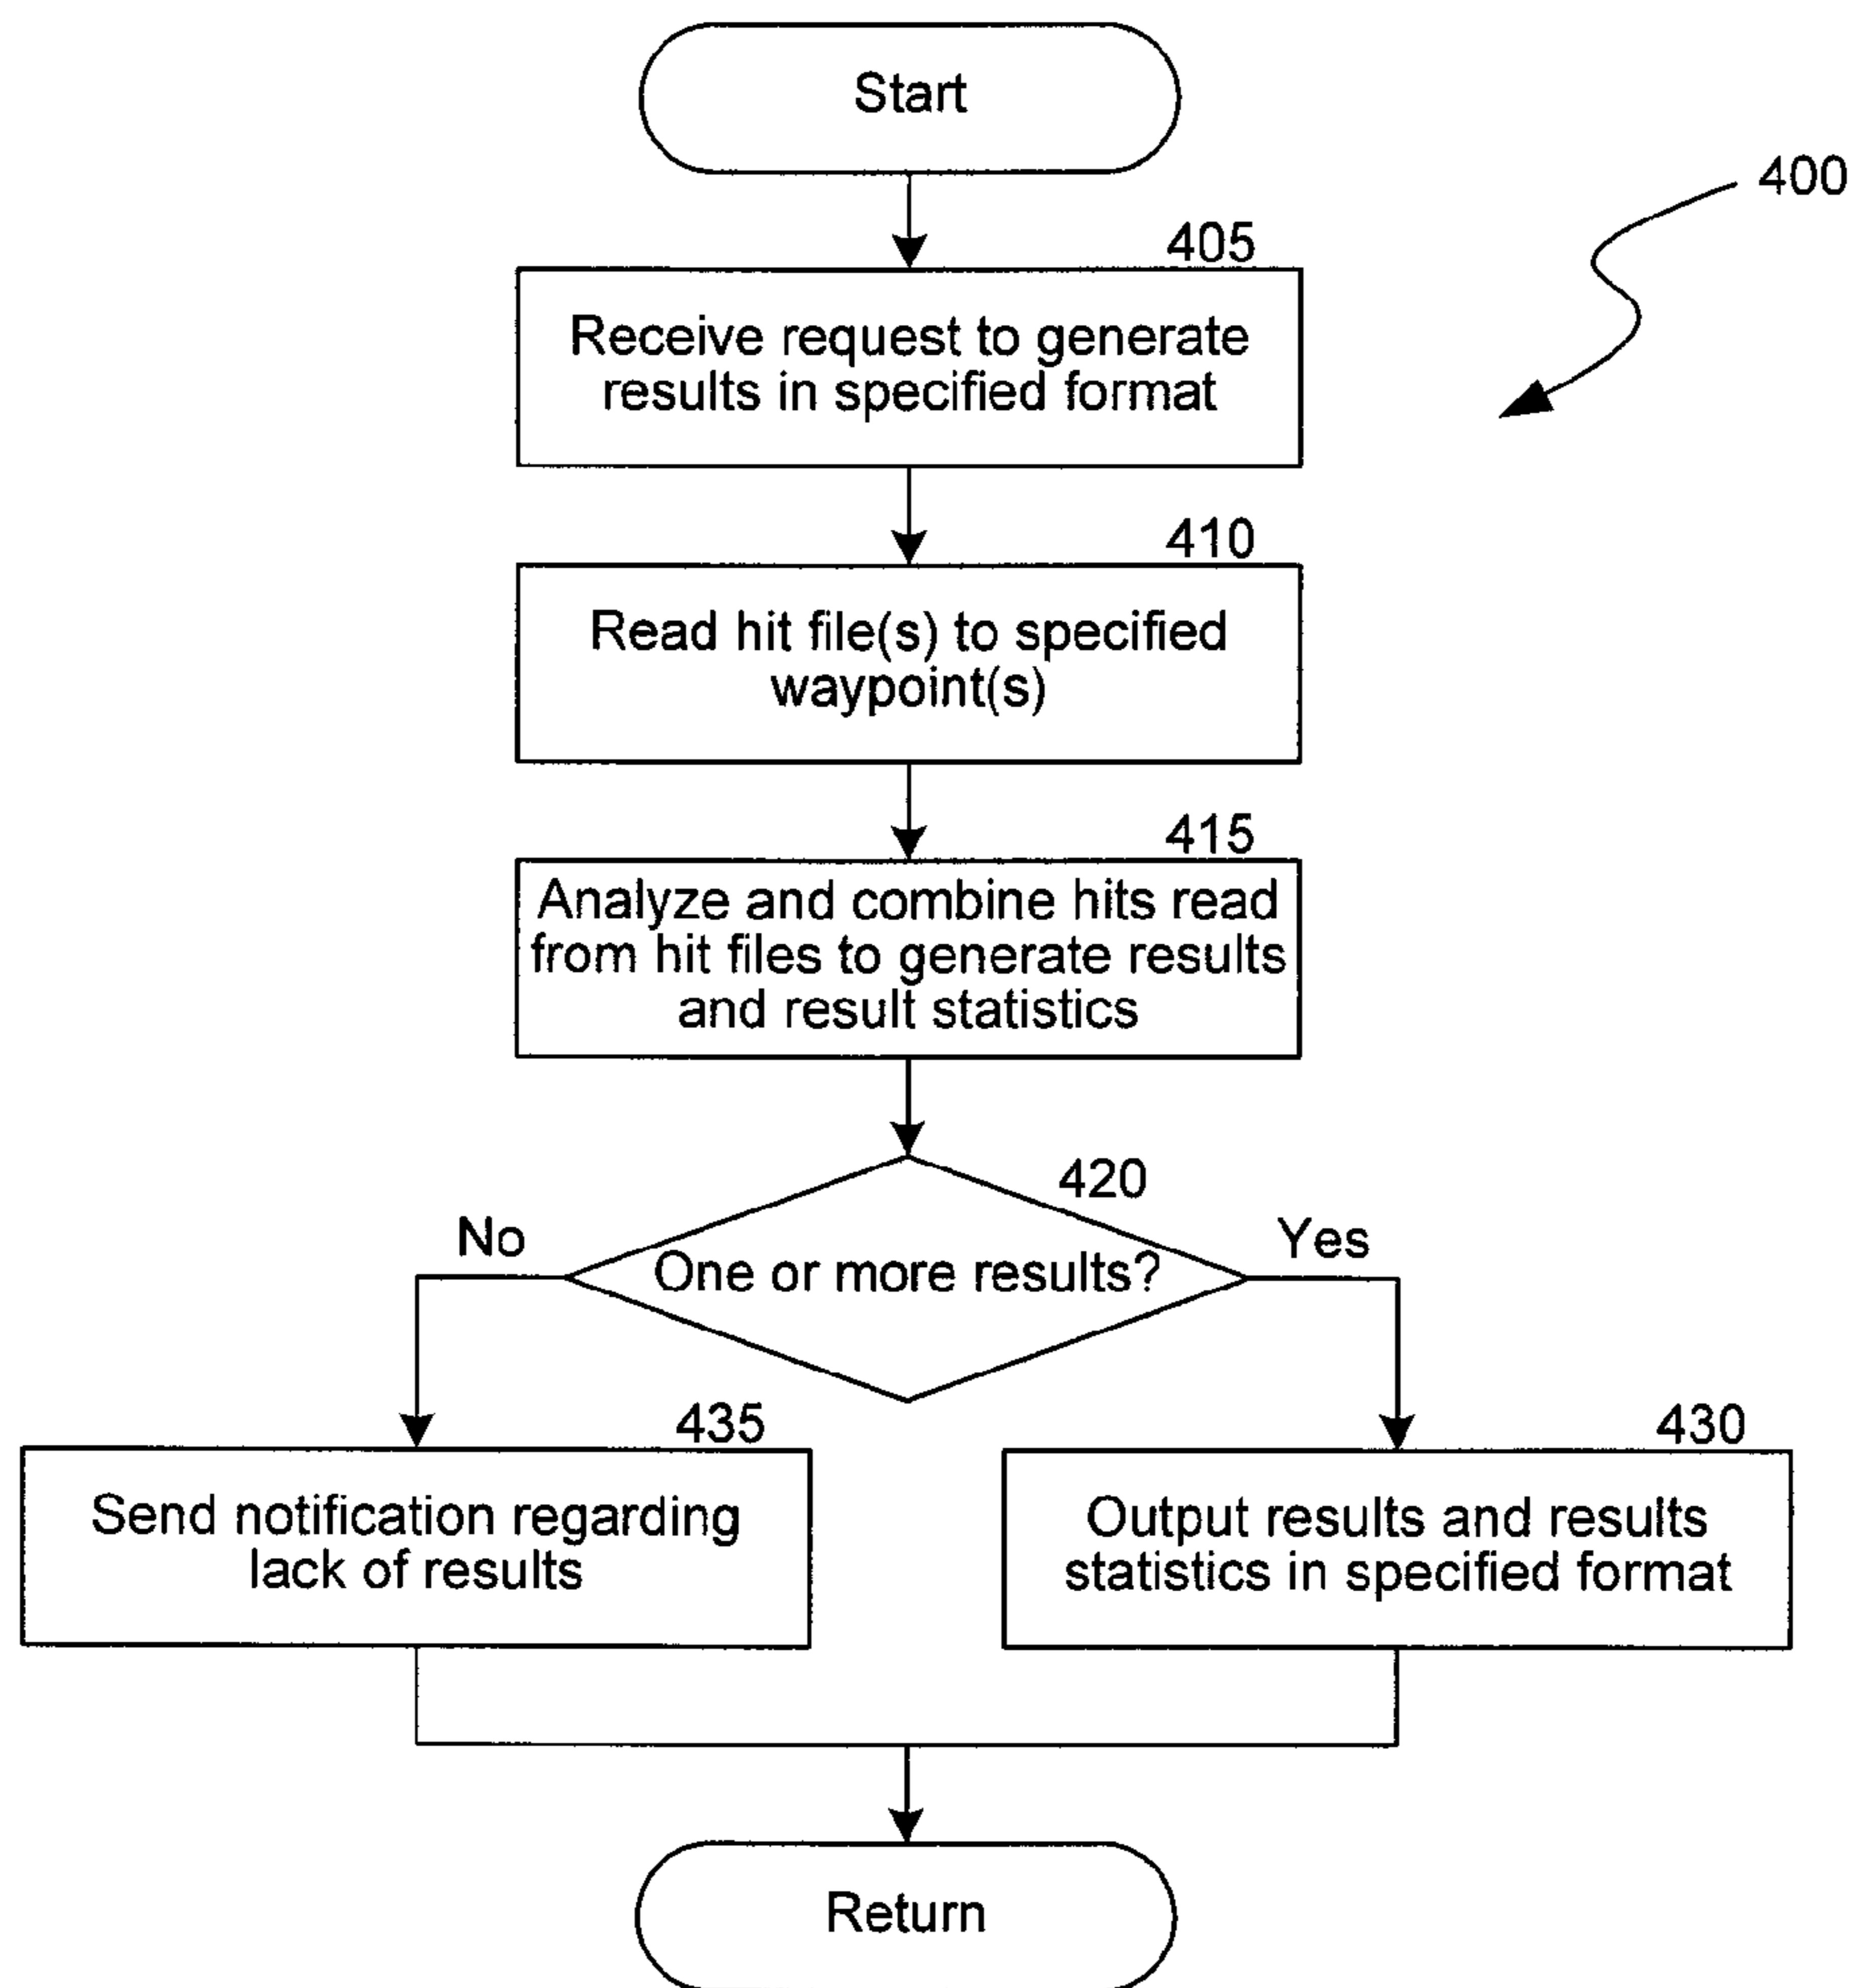 Start
400
405
Receive request to generate
results in specified format
410
Read hit file(s) to specified
waypoint(s)
415
Analyze and combine hits read
from hit files to generate results
and result statistics
420
No
One or more results?
Yes
435
Send notification regarding
lack of results
430
Output results and results
statistics in specified format
Return